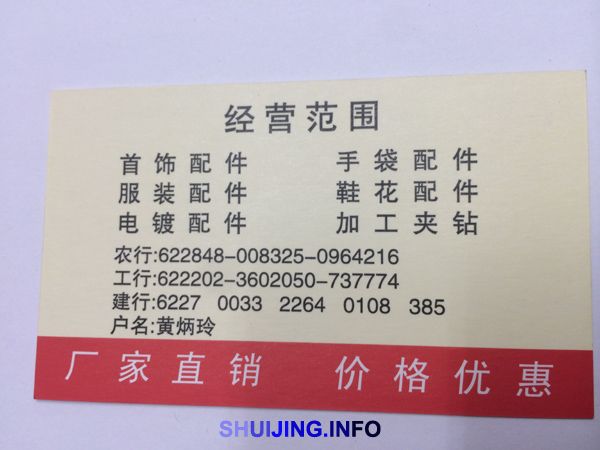 经营范围
首饰配件 手袋配件
服装配件 鞋花配件
电镀配件 加工夹钻
农行:622848-008325-0964216
工行:622202-3602050-737774
建行:6227 0033 2264 0108 385
户名:黄炳玲
厂家直销 价格优惠
SHUIJING.INFO